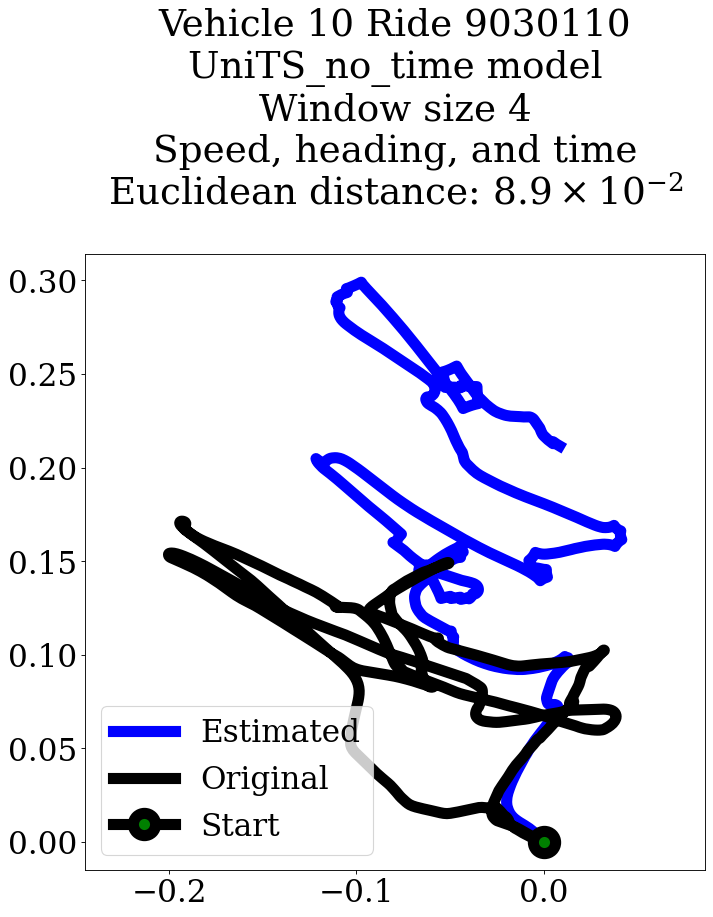 Vehicle 10 Ride 9030110
UniTS_no_time model
Window size 4
Speed, heading, and time
Euclidean distance: 8.9 × 10⁻²
0.30
0.25
0.20
0.15
0.10
0.05
0.00
Estimated
Original
Start
−0.2
−0.1
0.0